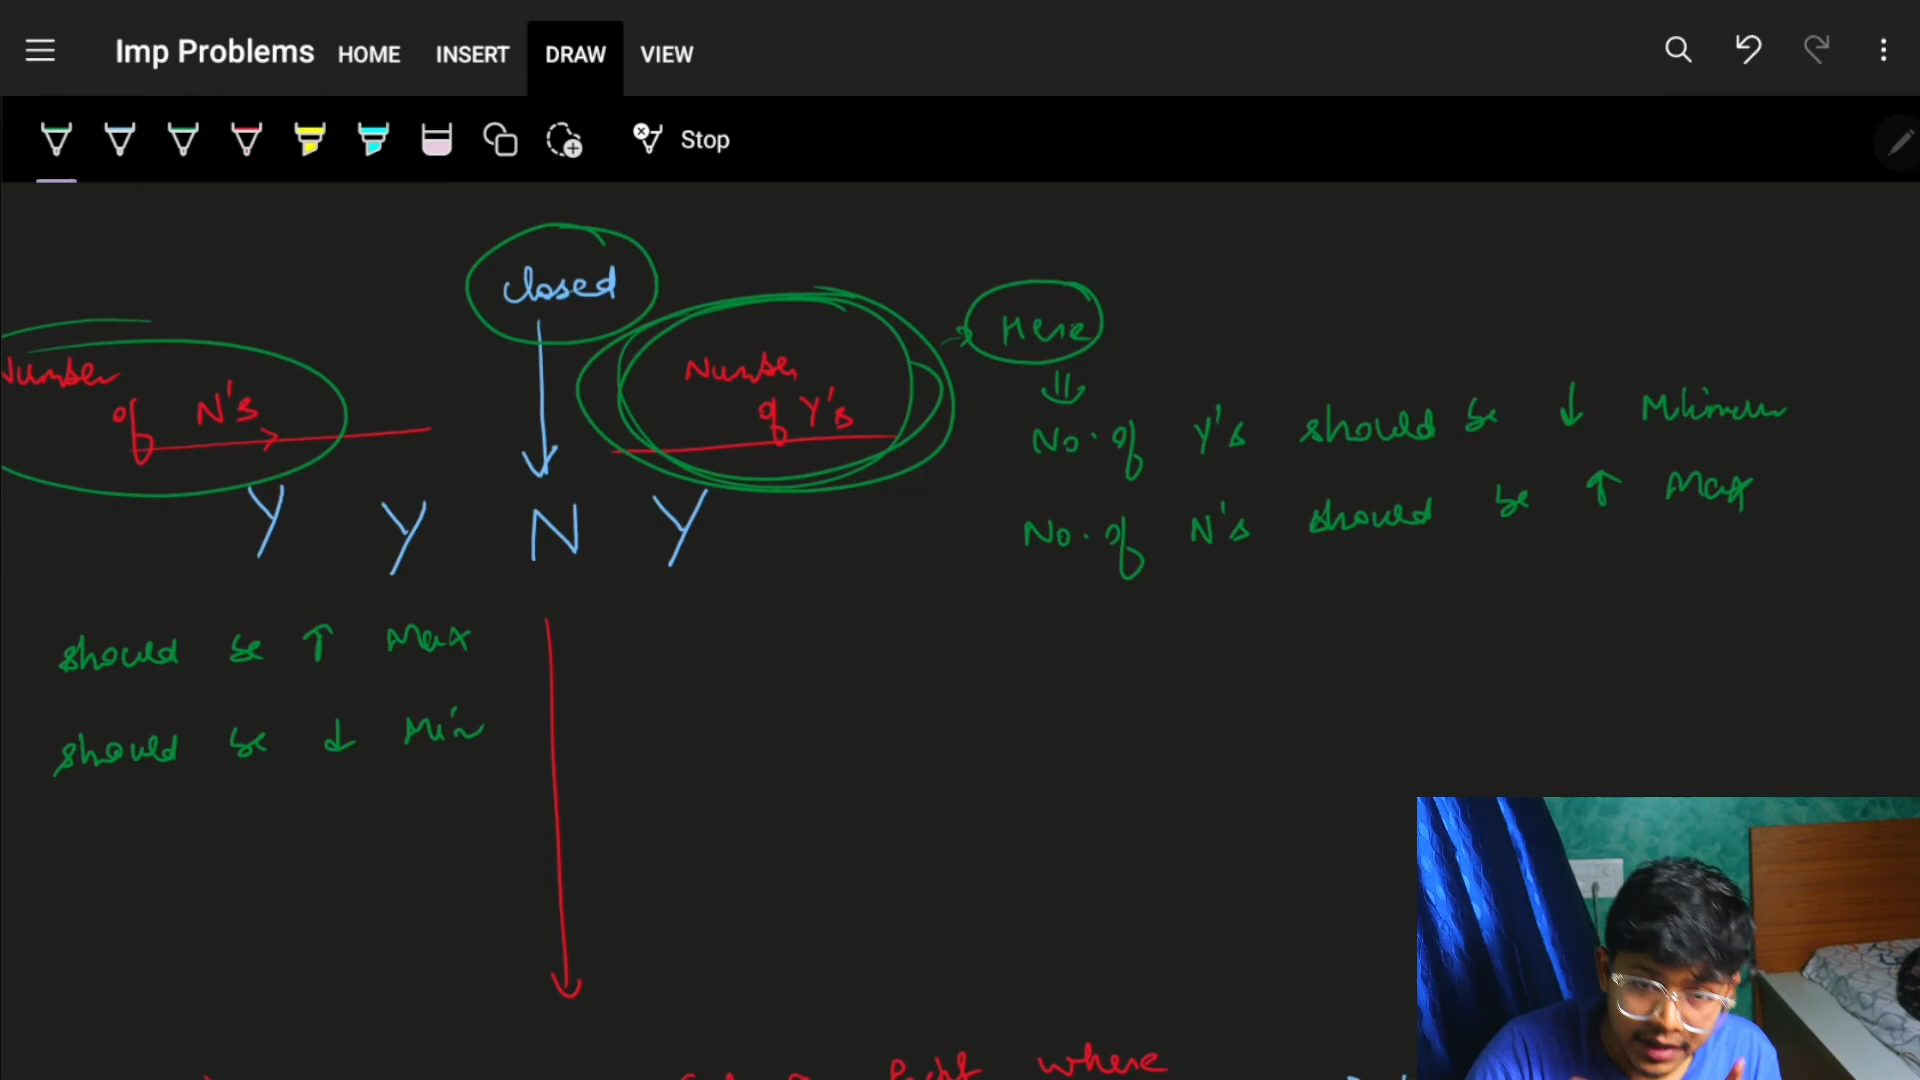 Imp Problems HOME INSERT DRAW VIEW
Stop
closed
Here
Number
of N's
Number
of Y's
No. of Y's should be ↓ Minimum
No. of N's should be ↑ Max
Y Y N Y
should be ↑ Max
should be ↓ Min
where